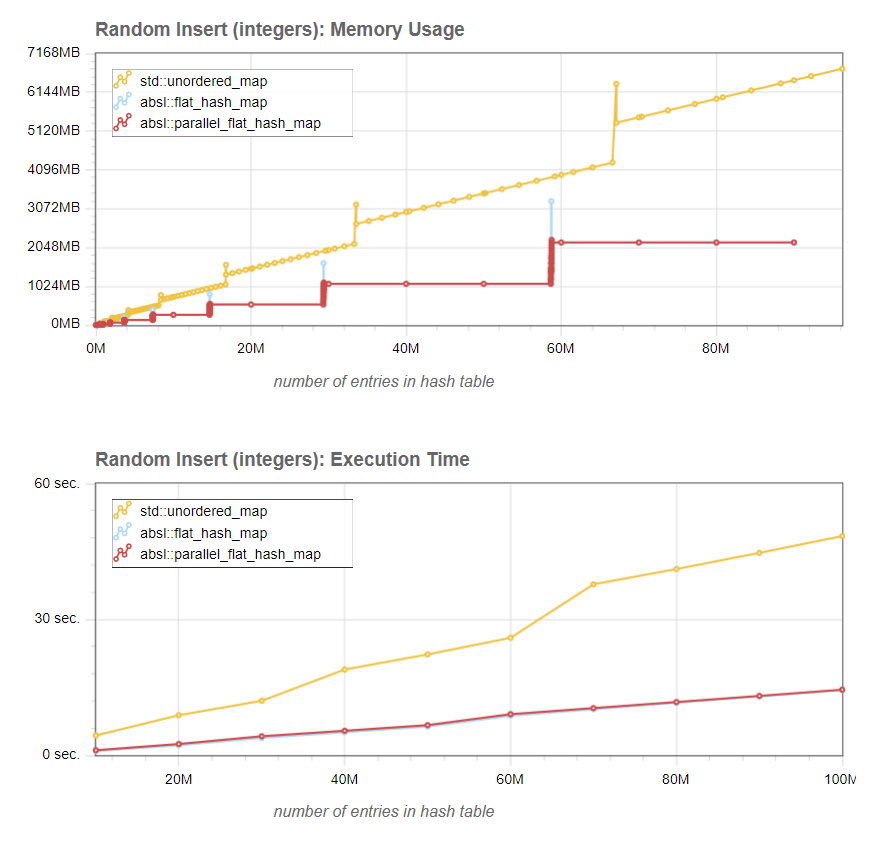 Random Insert (integers): Memory Usage
7168MB
6144MB
5120MB
4096MB
3072MB
2048MB
1024MB
0MB
std::unordered_map
absl::flat_hash_map
absl::parallel_flat_hash_map
0M 20M 40M 60M 80M
number of entries in hash table
Random Insert (integers): Execution Time
60 sec.
30 sec.
0 sec.
std::unordered_map
absl::flat_hash_map
absl::parallel_flat_hash_map
20M 40M 60M 80M 100M
number of entries in hash table